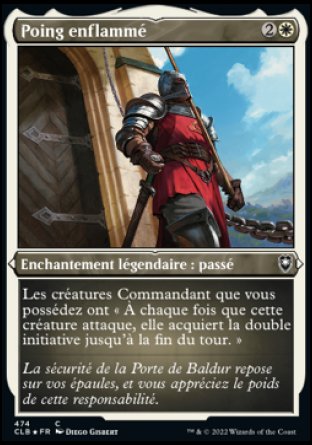 Poing enflammé 2
Enchantement légendaire : passé
Les créatures Commandant que vous
possédez ont « À chaque fois que cette
créature attaque, elle acquiert la double
initiative jusqu'à la fin du tour. »
La sécurité de la Porte de Baldur repose
sur vos épaules, et vous appréciez le poids
de cette responsabilité.
474 C
CLB ★ FR Diego Gisbert ™ & © 2022 Wizards of the Coast